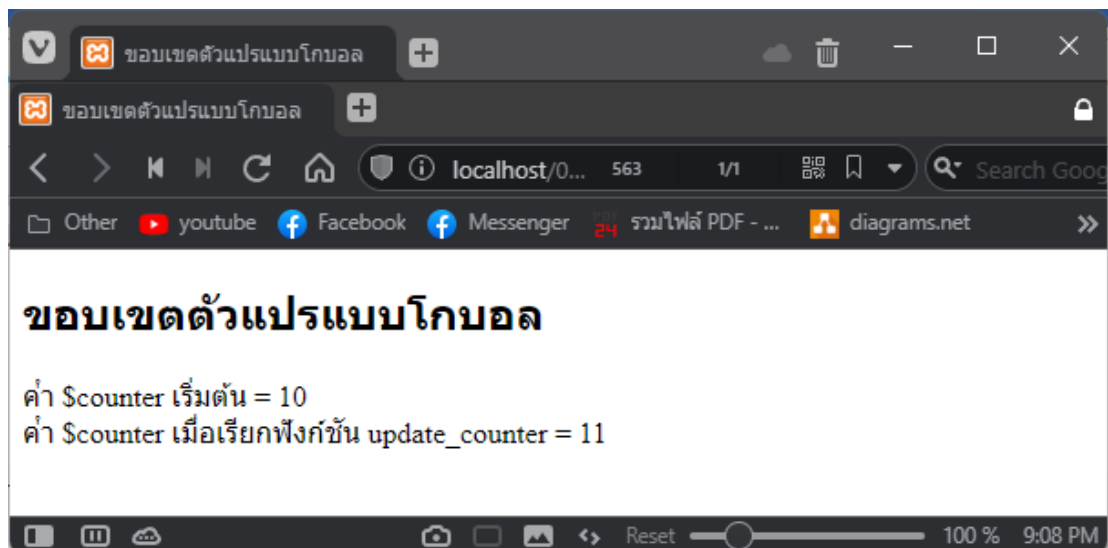 ขอบเขตตัวแปรแบบโกบอล
ขอบเขตตัวแปรแบบโกบอล
localhost/0... 563 1/1 Search Goog
Other youtube Facebook Messenger PDF 24 รวมไฟล์ PDF - ... diagrams.net
ขอบเขตตัวแปรแบบโกบอล
ค่า $counter เริ่มต้น = 10
ค่า $counter เมื่อเรียกฟังก์ชัน update_counter = 11
Reset 100 % 9:08 PM